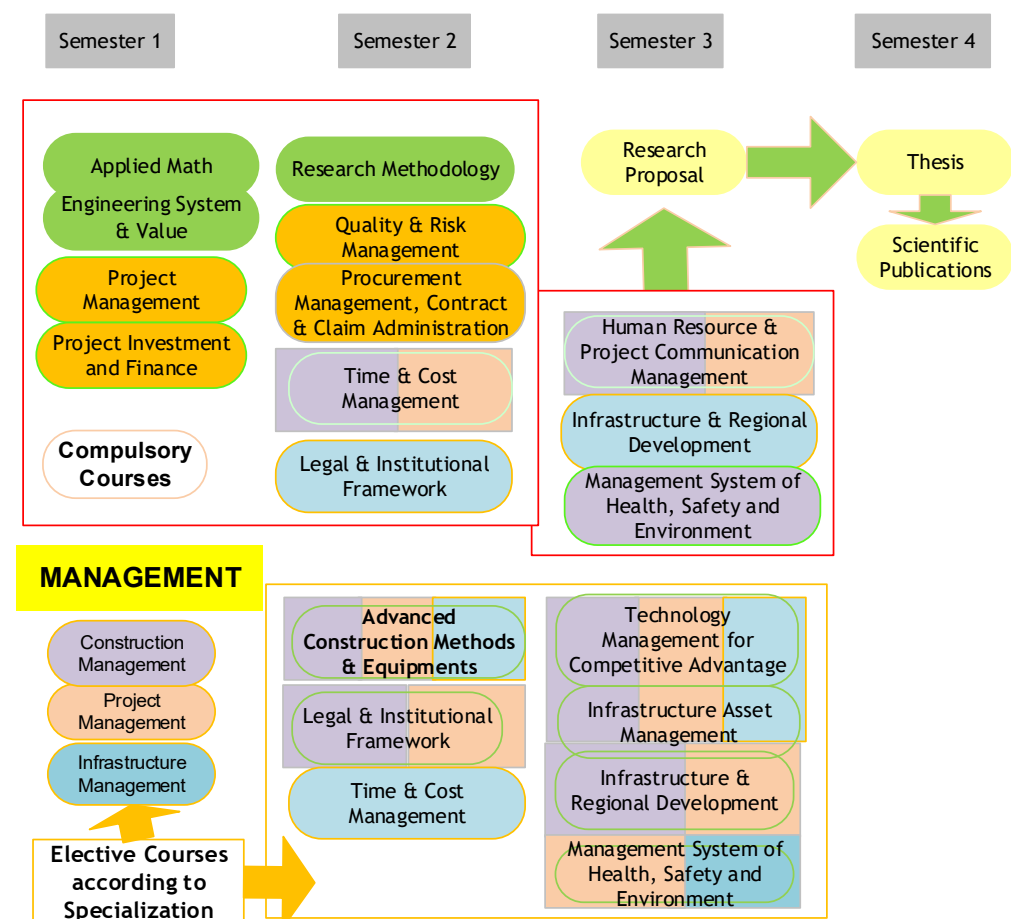 Semester 1
Semester 2
Semester 3
Semester 4
Applied Math
Engineering System
& Value
Project
Management
Project Investment
and Finance
Compulsory
Courses
Research Methodology
Quality & Risk
Management
Procurement
Management, Contract
& Claim Administration
Time & Cost
Management
Legal & Institutional
Framework
Research
Proposal
Thesis
Scientific
Publications
Human Resource &
Project Communication
Management
Infrastructure & Regional
Development
Management System of
Health, Safety and
Environment
MANAGEMENT
Construction
Management
Project
Management
Infrastructure
Management
Elective Courses
according to
Specialization
Advanced
Construction Methods
& Equipments
Legal & Institutional
Framework
Time & Cost
Management
Technology
Management for
Competitive Advantage
Infrastructure Asset
Management
Infrastructure &
Regional Development
Management System of
Health, Safety and
Environment